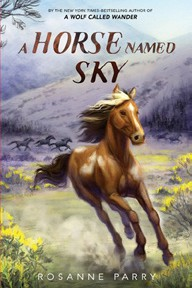 BY THE NEW YORK TIMES–BESTSELLING AUTHOR OF
A WOLF CALLED WANDER
A HORSE NAMED
SKY
ROSANNE PARRY